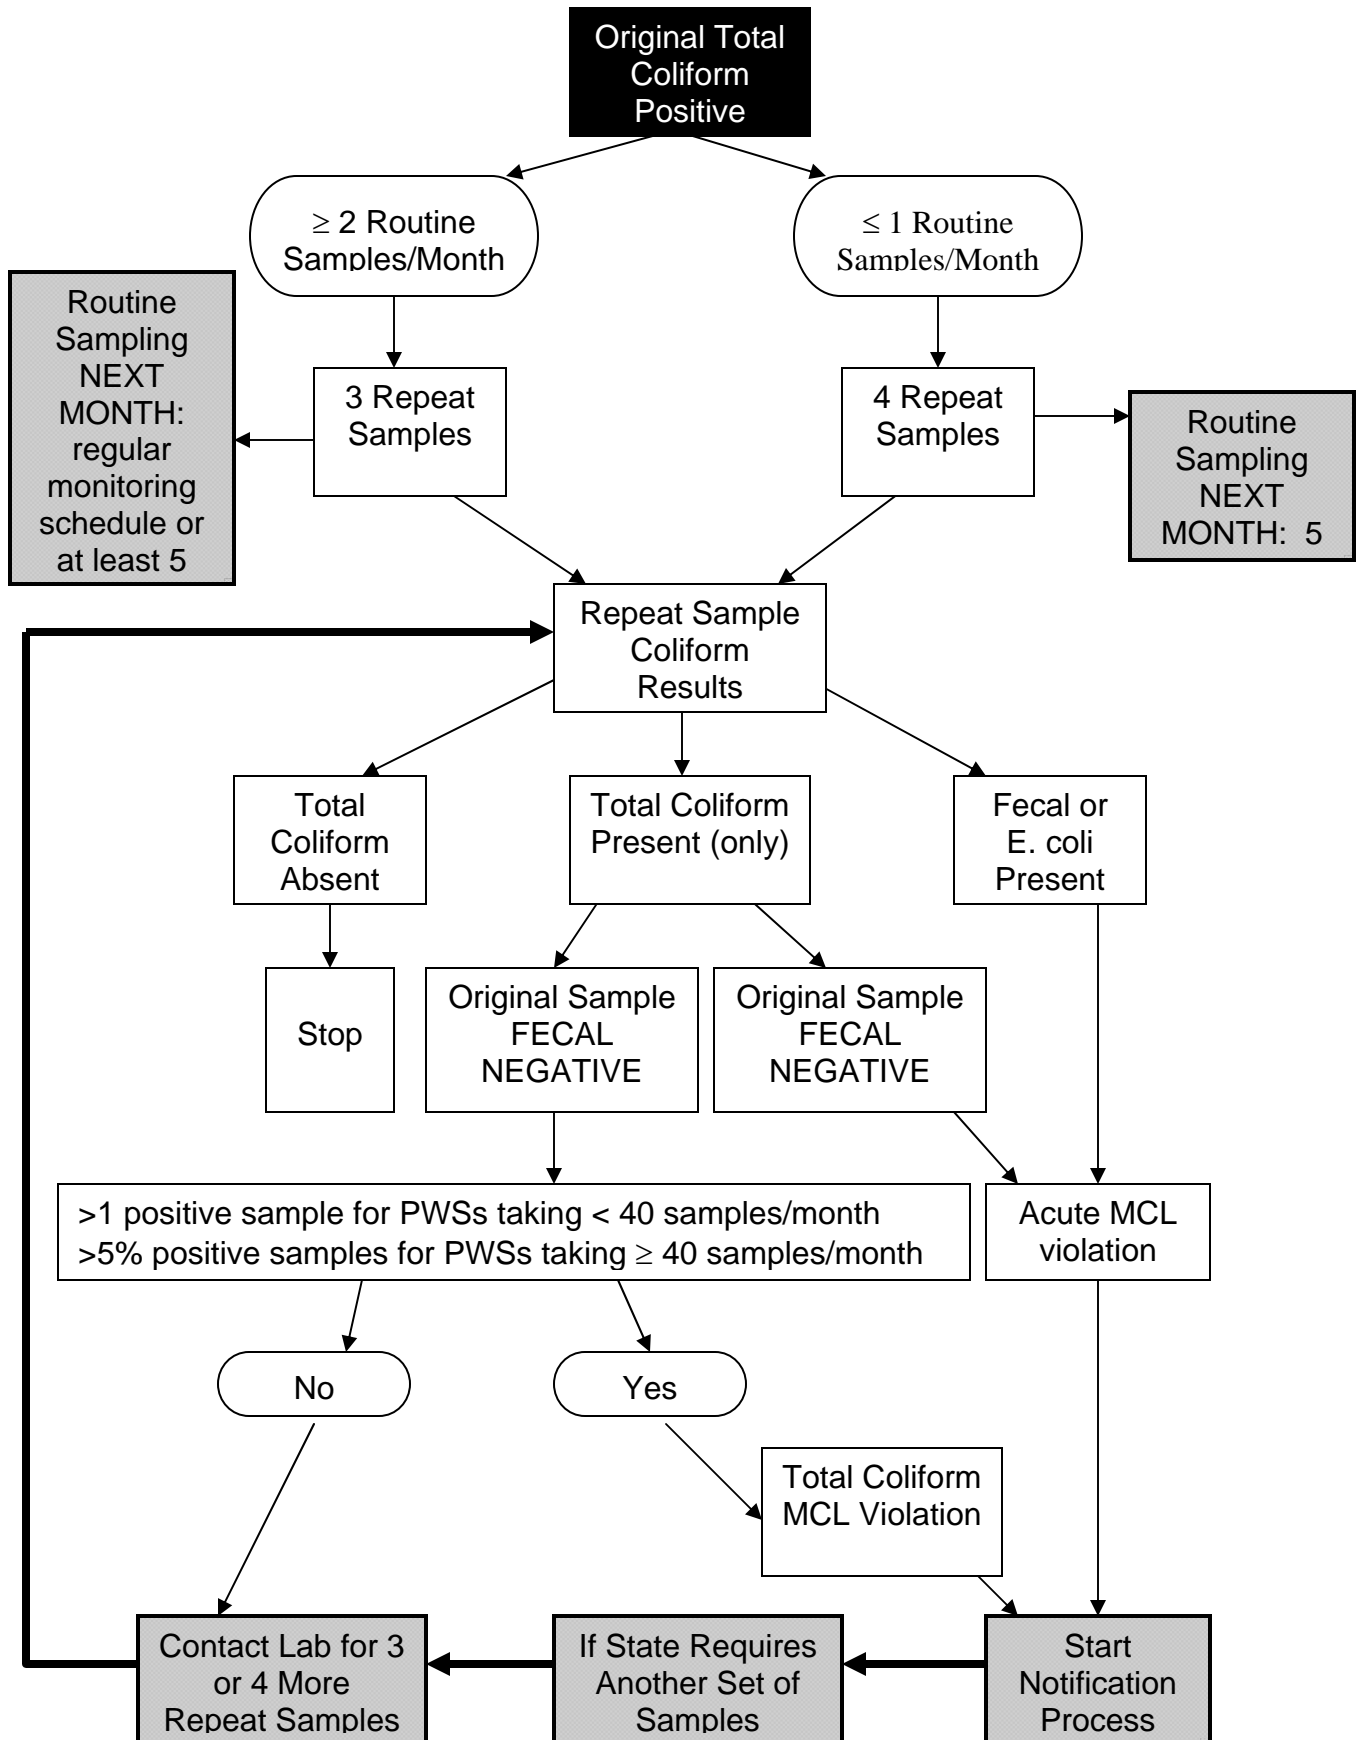 Original Total
Coliform
Positive
≥ 2 Routine
Samples/Month
≤ 1 Routine
Samples/Month
Routine
Sampling
NEXT
MONTH:
regular
monitoring
schedule or
at least 5
3 Repeat
Samples
4 Repeat
Samples
Routine
Sampling
NEXT
MONTH: 5
Repeat Sample
Coliform
Results
Total
Coliform
Absent
Total Coliform
Present (only)
Fecal or
E. coli
Present
Stop
Original Sample
FECAL
NEGATIVE
Original Sample
FECAL
NEGATIVE
>1 positive sample for PWSs taking < 40 samples/month
>5% positive samples for PWSs taking ≥ 40 samples/month
Acute MCL
violation
No
Yes
Total Coliform
MCL Violation
Contact Lab for 3
or 4 More
Repeat Samples
If State Requires
Another Set of
Samples
Start
Notification
Process